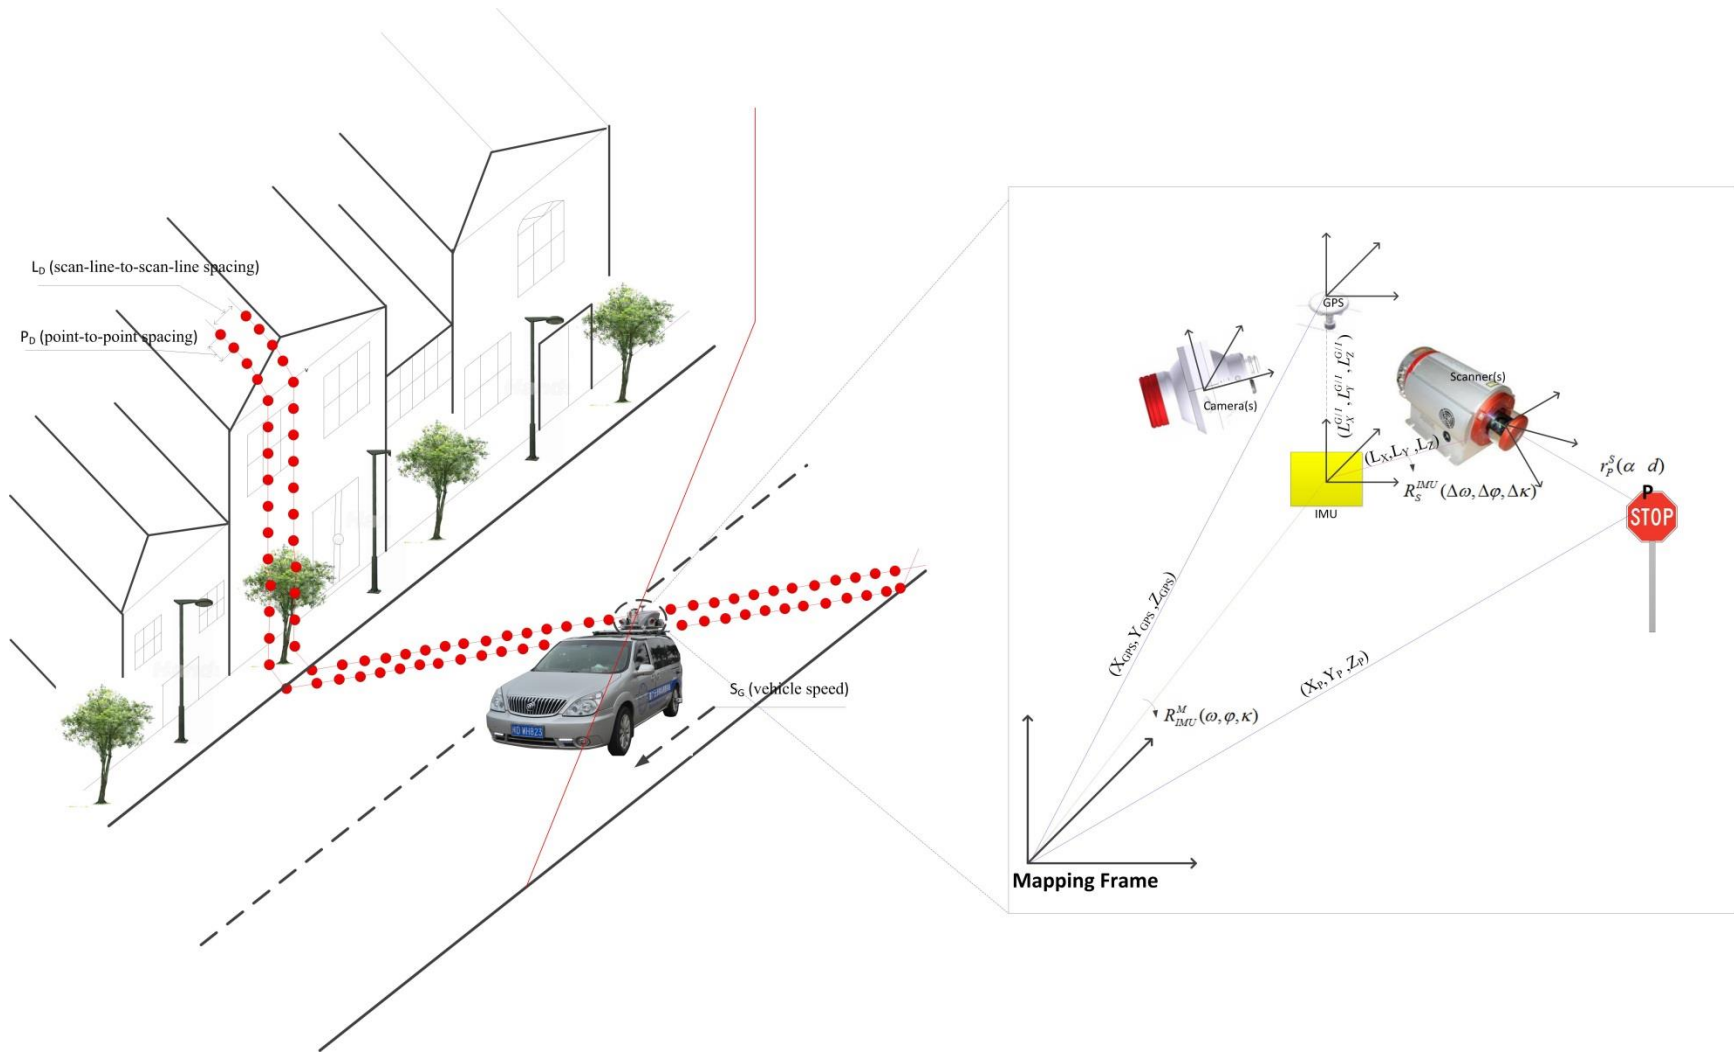 L_D (scan-line-to-scan-line spacing)
P_D (point-to-point spacing)
S_G (vehicle speed)
GPS
Camera(s)
Scanner(s)
(L_X^{G/I}, L_Y^{G/I}, L_Z^{G/I})
(L_X,L_Y,L_Z)
R_S^{IMU}(Δω,Δφ,Δκ)
IMU
r_P^S(α d)
P
STOP
(X_GPS,Y_GPS,Z_GPS)
(X_P,Y_P,Z_P)
R_{IMU}^M(ω,φ,κ)
Mapping Frame